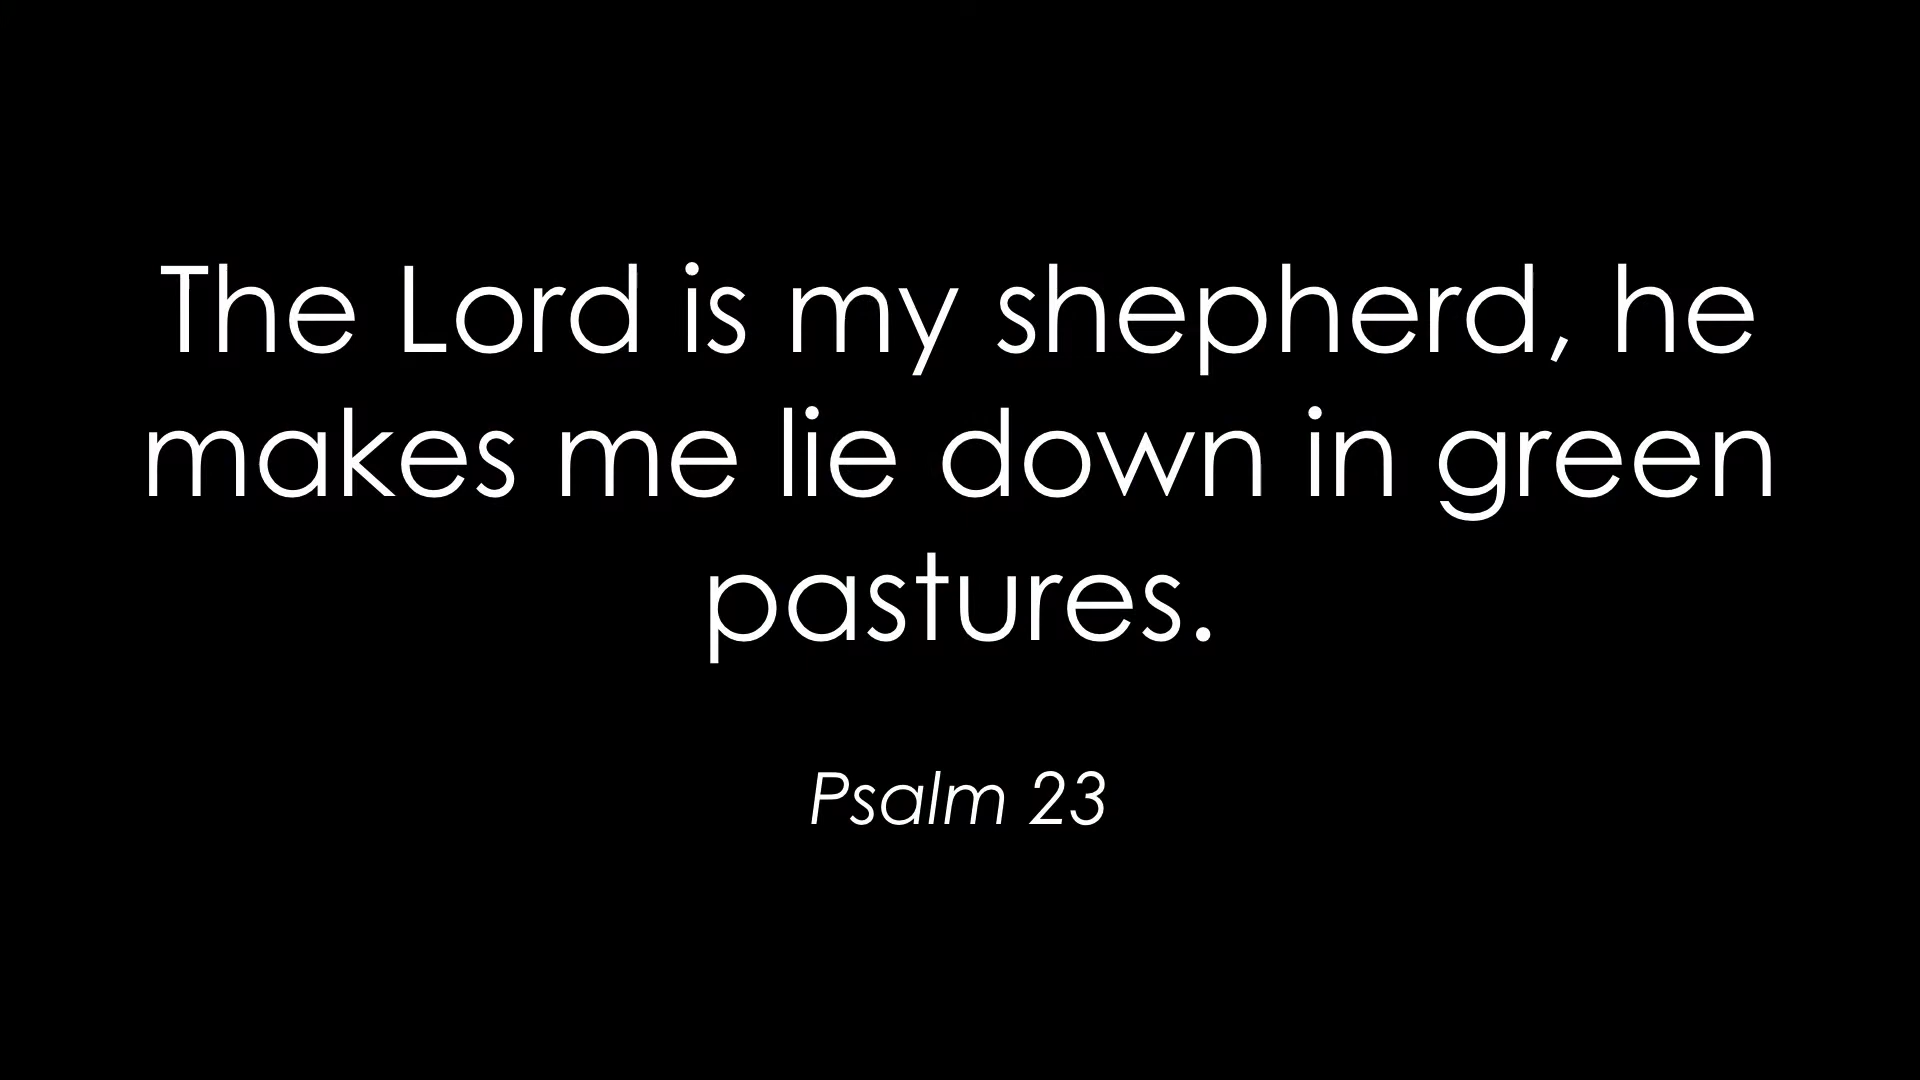 The Lord is my shepherd, he
makes me lie down in green
pastures.
Psalm 23